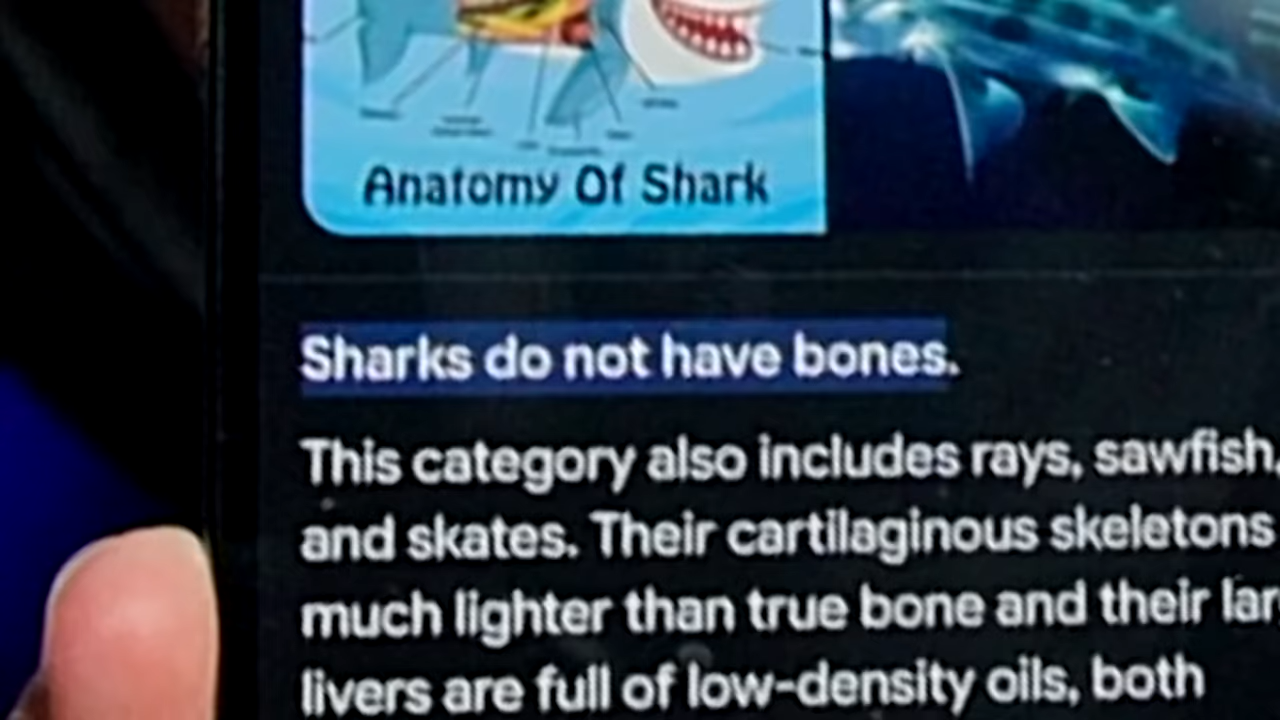 Anatomy Of Shark
Sharks do not have bones.
This category also includes rays, sawfish,
and skates. Their cartilaginous skeletons
much lighter than true bone and their
livers are full of low-density oils, both